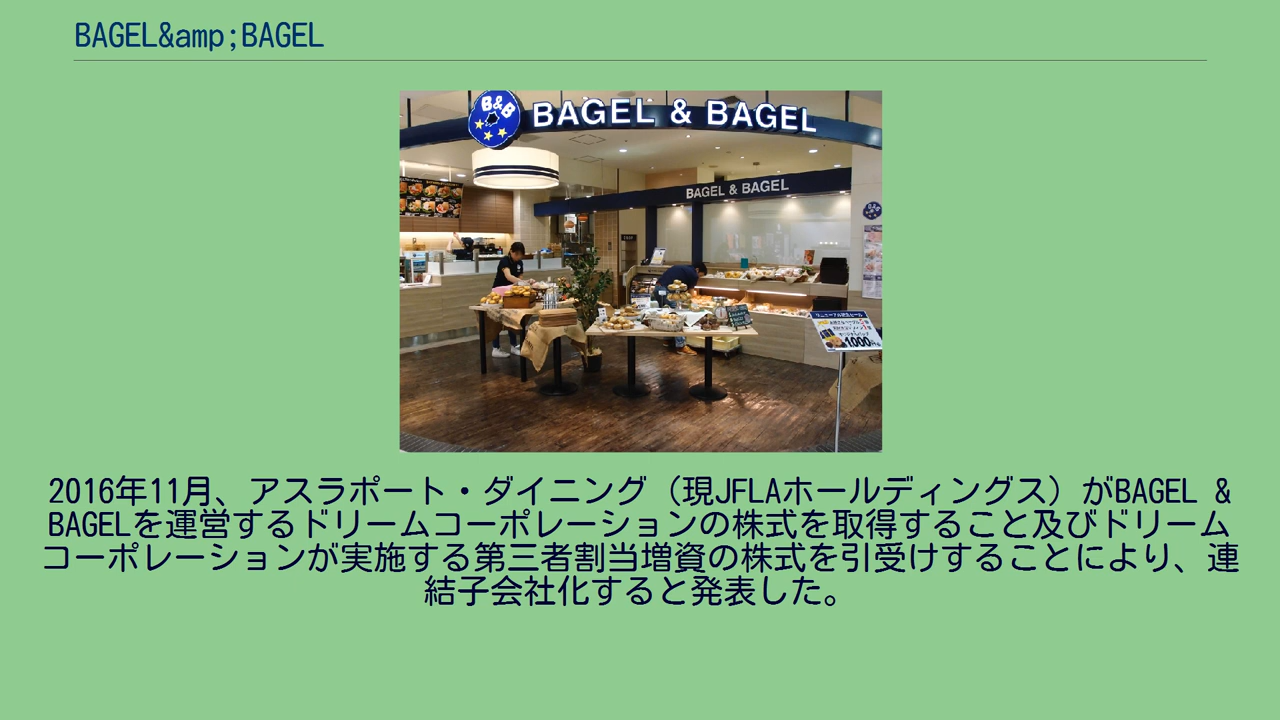 BAGEL&amp;BAGEL
B&B
BAGEL & BAGEL
BAGEL & BAGEL
1000
2016年11月、アスラポート・ダイニング（現JFLAホールディングス）がBAGEL &
BAGELを運営するドリームコーポレーションの株式を取得すること及びドリーム
コーポレーションが実施する第三者割当増資の株式を引受けすることにより、連
結子会社化すると発表した。